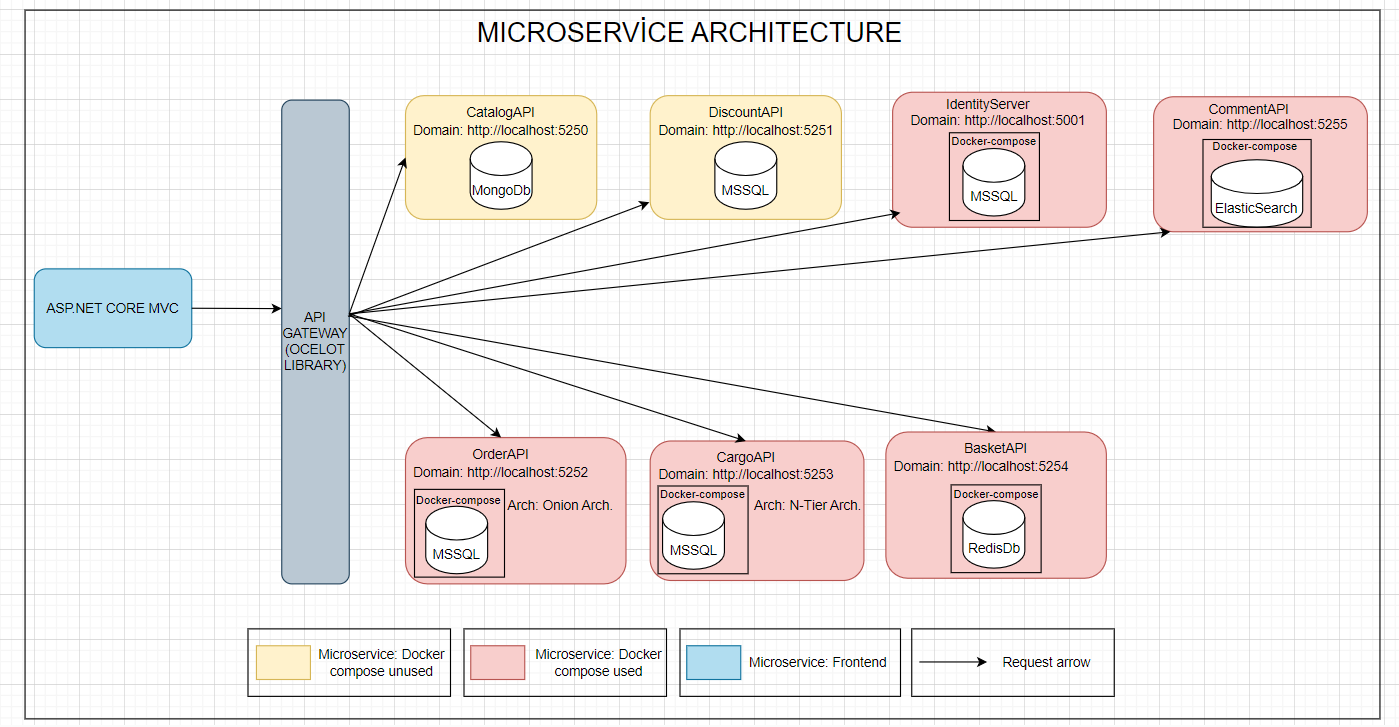 MICROSERVİCE ARCHITECTURE
CatalogAPI
Domain: http://localhost:5250
MongoDb
DiscountAPI
Domain: http://localhost:5251
MSSQL
IdentityServer
Domain: http://localhost:5001
Docker-compose
MSSQL
CommentAPI
Domain: http://localhost:5255
Docker-compose
ElasticSearch
ASP.NET CORE MVC
API
GATEWAY
(OCELOT
LIBRARY)
OrderAPI
Domain: http://localhost:5252
Docker-compose
Arch: Onion Arch.
MSSQL
CargoAPI
Domain: http://localhost:5253
Docker-compose
Arch: N-Tier Arch.
MSSQL
BasketAPI
Domain: http://localhost:5254
Docker-compose
RedisDb
Microservice: Docker
compose unused
Microservice: Docker
compose used
Microservice: Frontend
Request arrow